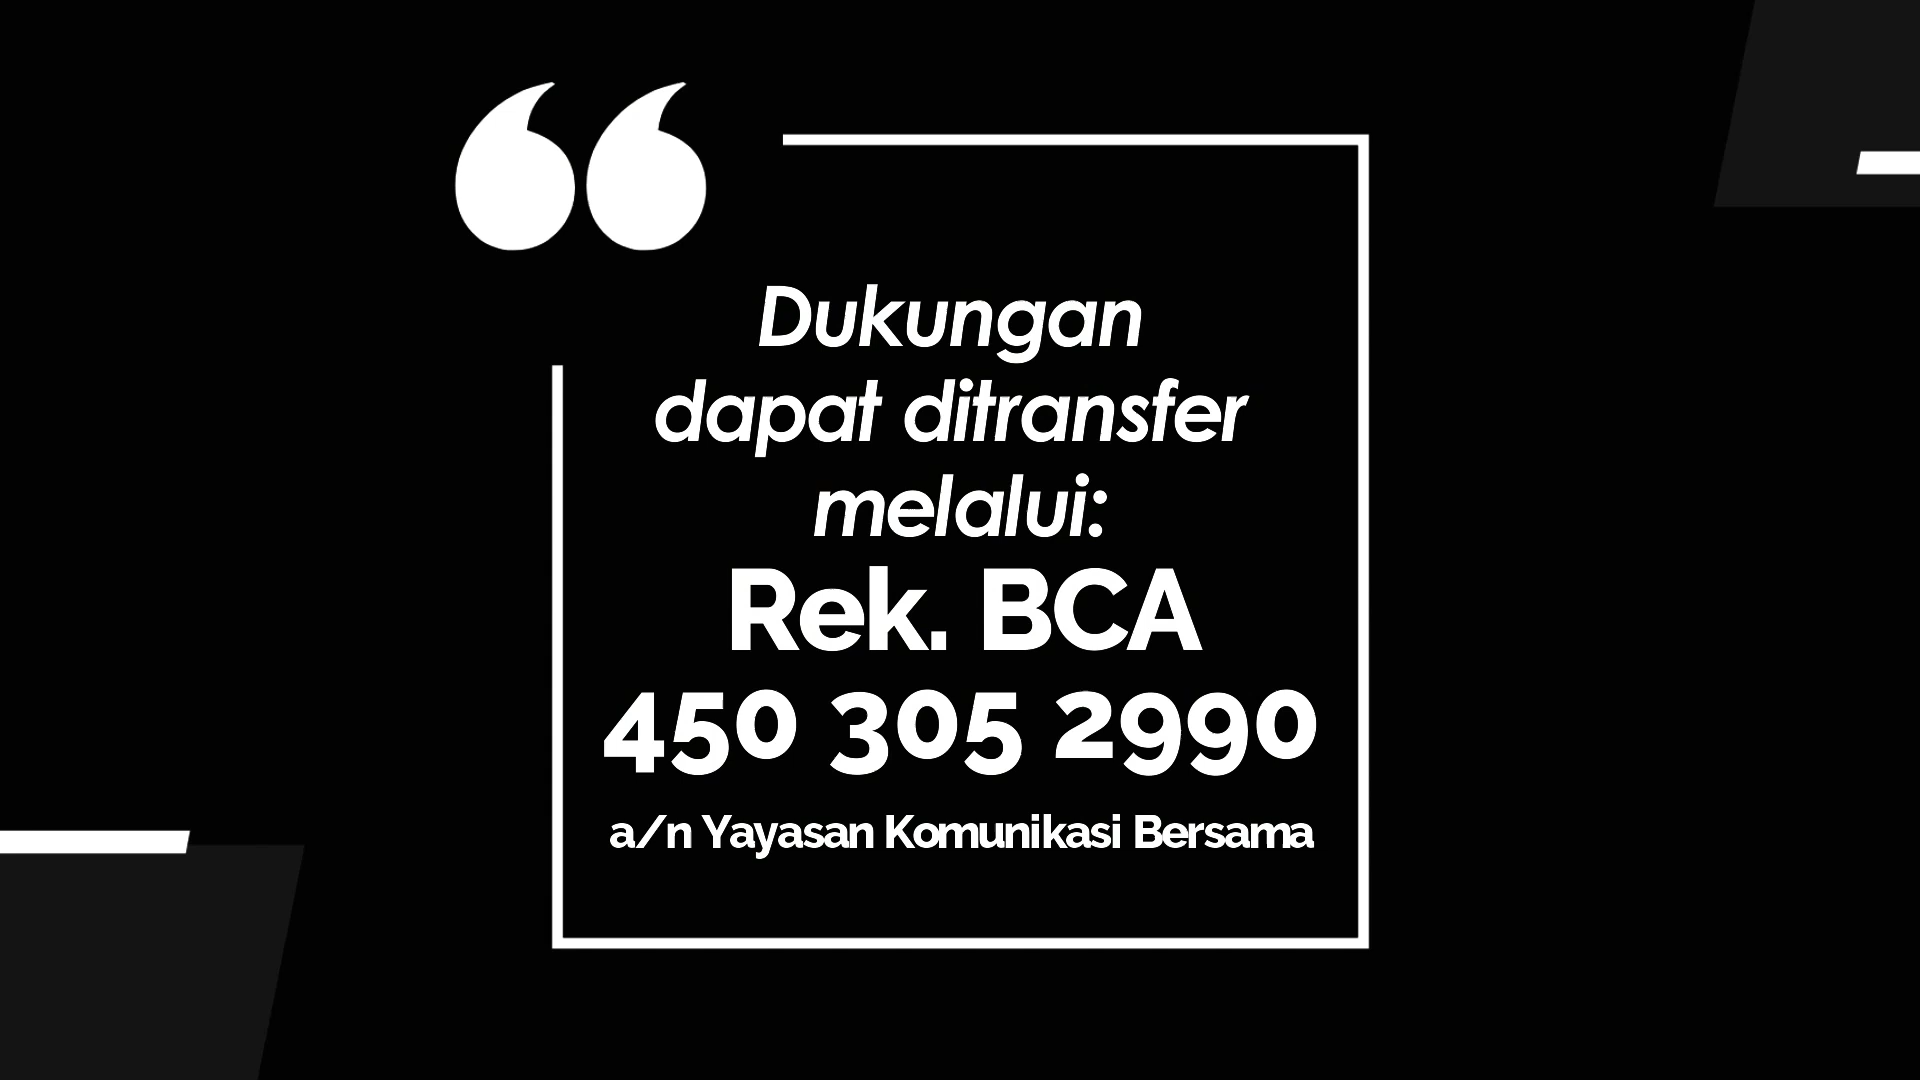 Dukungan
dapat ditransfer
melalui:
Rek. BCA
450 305 2990
a/n Yayasan Komunikasi Bersama